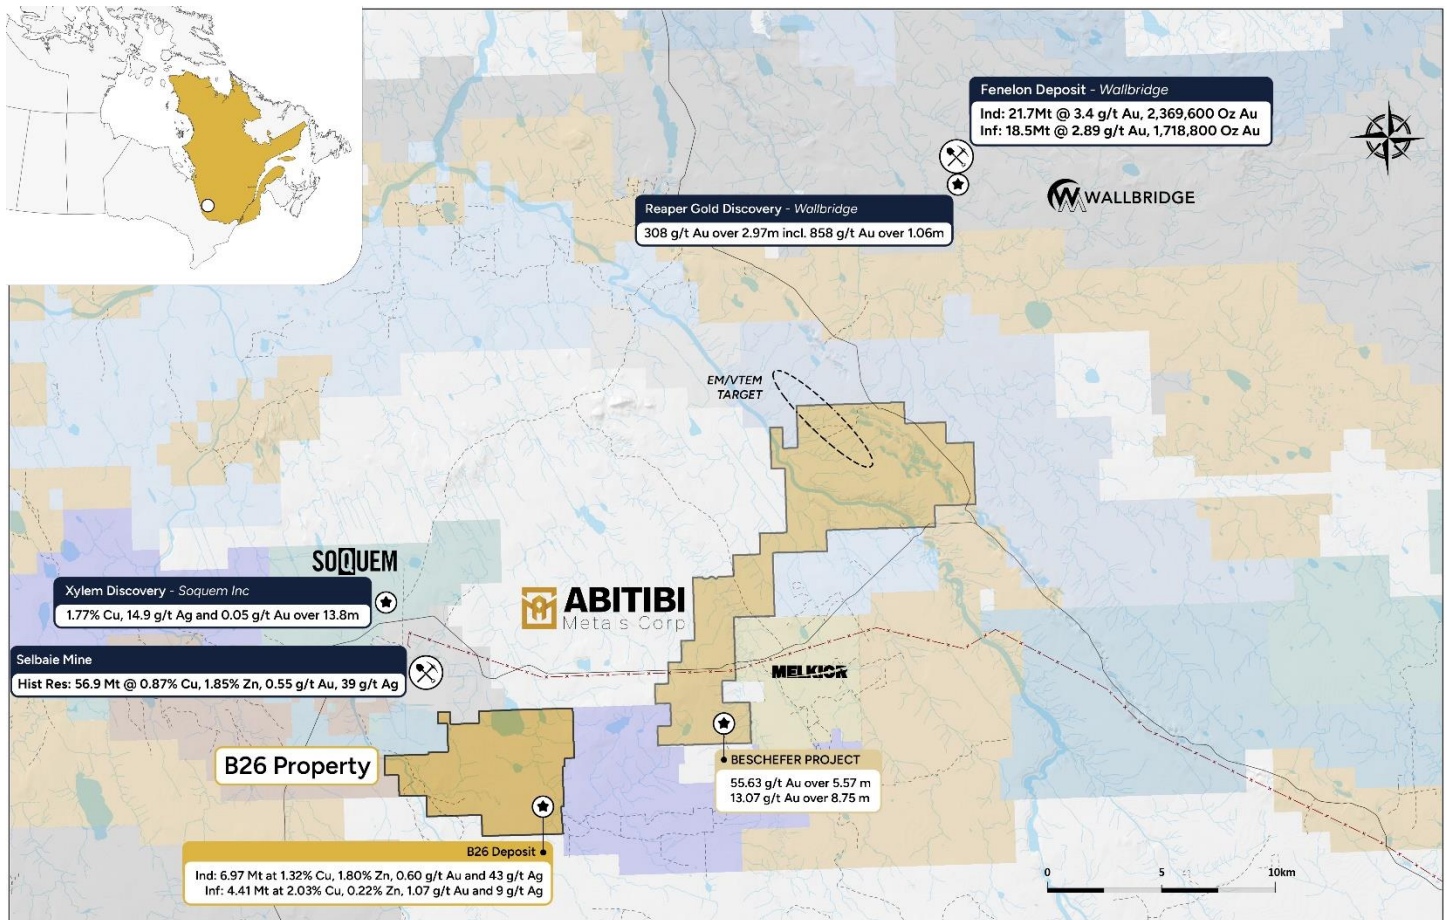 Fenelon Deposit - Wallbridge
Ind: 21.7Mt @ 3.4 g/t Au, 2,369,600 Oz Au
Inf: 18.5Mt @ 2.89 g/t Au, 1,718,800 Oz Au
WALLBRIDGE
Reaper Gold Discovery - Wallbridge
308 g/t Au over 2.97m incl. 858 g/t Au over 1.06m
EM/VTEM
TARGET
SOQUEM
Xylem Discovery - Soquem Inc
1.77% Cu, 14.9 g/t Ag and 0.05 g/t Au over 13.8m
ABITIBI
Metals Corp
Selbaie Mine
Hist Res: 56.9 Mt @ 0.87% Cu, 1.85% Zn, 0.55 g/t Au, 39 g/t Ag
MELKIOR
B26 Property
BESCHEFER PROJECT
55.63 g/t Au over 5.57 m
13.07 g/t Au over 8.75 m
B26 Deposit
Ind: 6.97 Mt at 1.32% Cu, 1.80% Zn, 0.60 g/t Au and 43 g/t Ag
Inf: 4.41 Mt at 2.03% Cu, 0.22% Zn, 1.07 g/t Au and 9 g/t Ag
0 5 10km